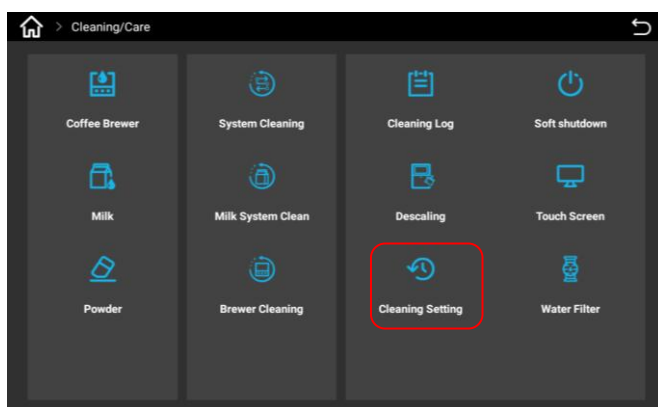 > Cleaning/Care
Coffee Brewer
System Cleaning
Cleaning Log
Soft shutdown
Milk
Milk System Clean
Descaling
Touch Screen
Powder
Brewer Cleaning
Cleaning Setting
Water Filter